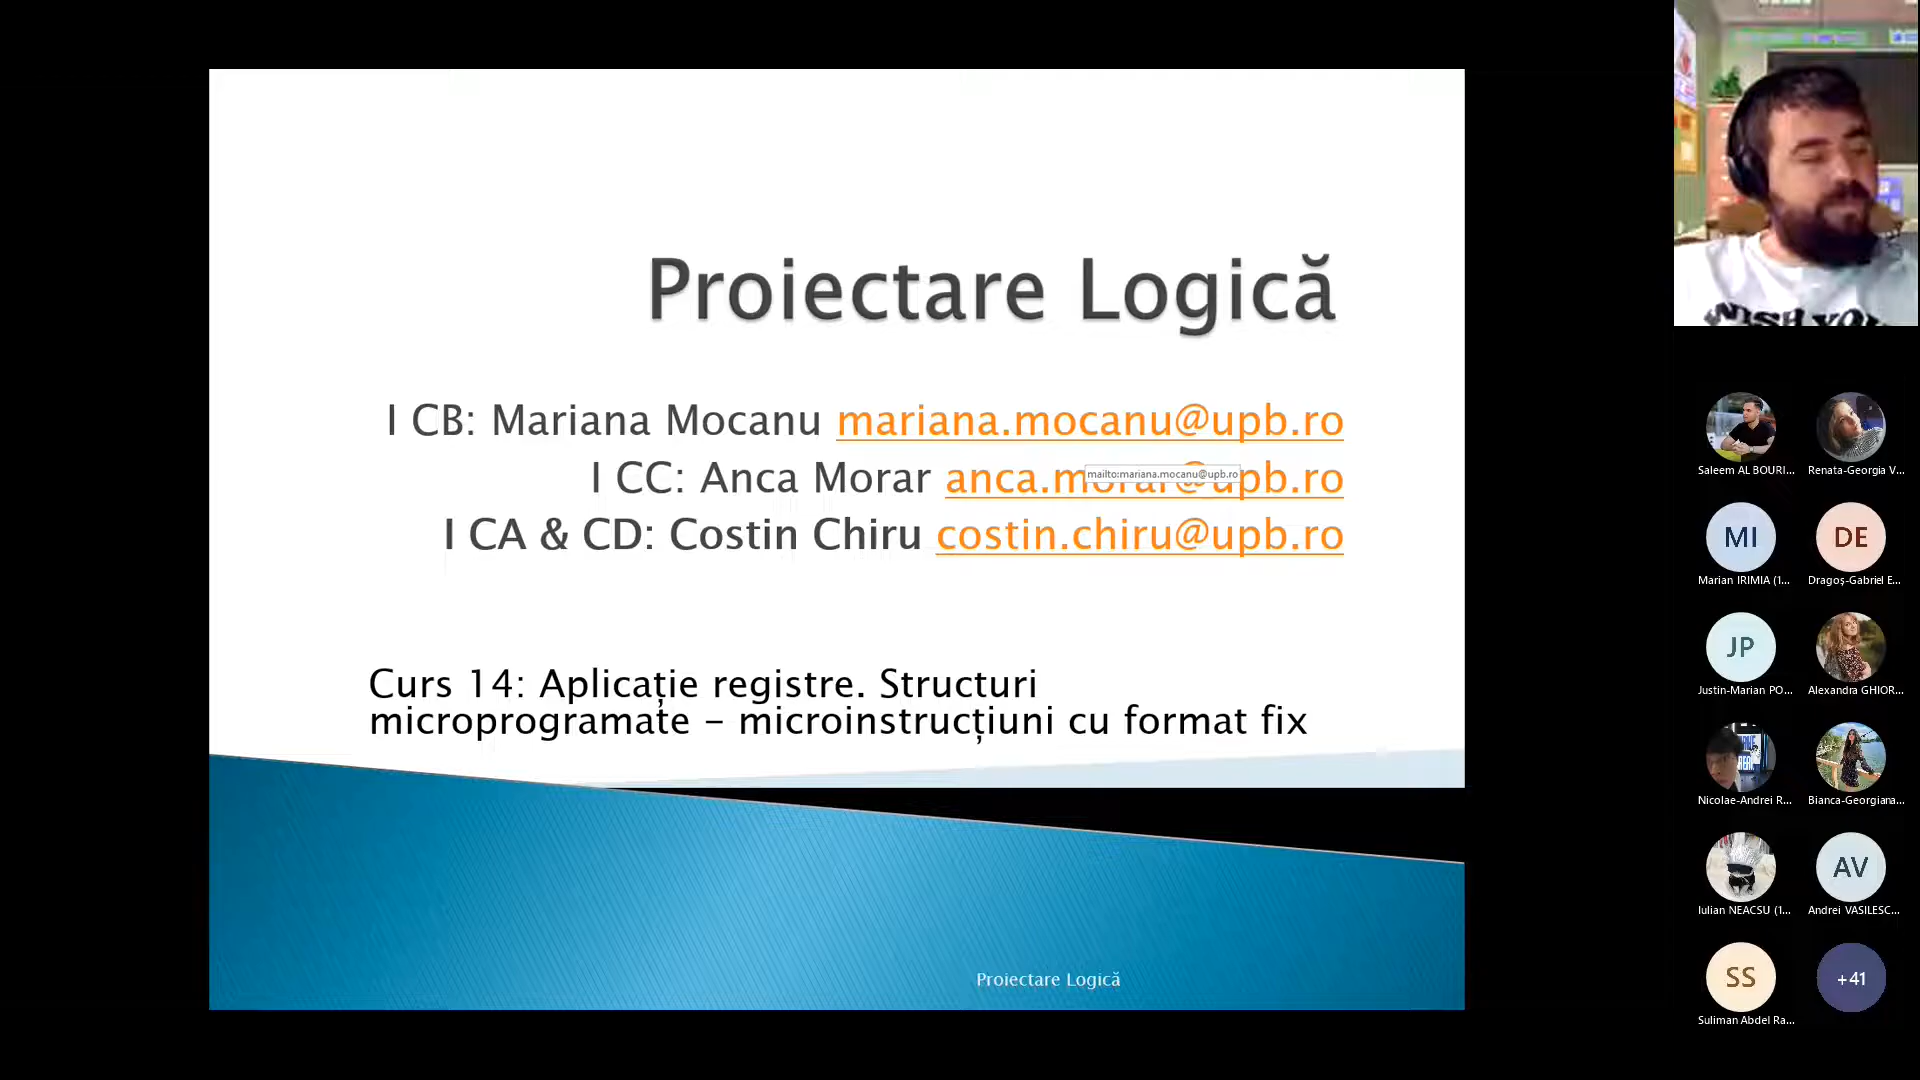 Proiectare Logică
I CB: Mariana Mocanu mariana.mocanu@upb.ro
I CC: Anca Morar anca.morar@upb.ro
mailto:mariana.mocanu@upb.ro
I CA & CD: Costin Chiru costin.chiru@upb.ro
Curs 14: Aplicație registre. Structuri
microprogramate – microinstrucțiuni cu format fix
Proiectare Logică
Saleem AL BOURI...
Renata-Georgia V...
MI
DE
Marian IRIMIA (1...
Dragoș-Gabriel E...
JP
Justin-Marian PO...
Alexandra GHIOR...
Nicolae-Andrei R...
Bianca-Georgiana...
AV
Iulian NEACSU (1...
Andrei VASILESC...
SS
+41
Suliman Abdel Ra...